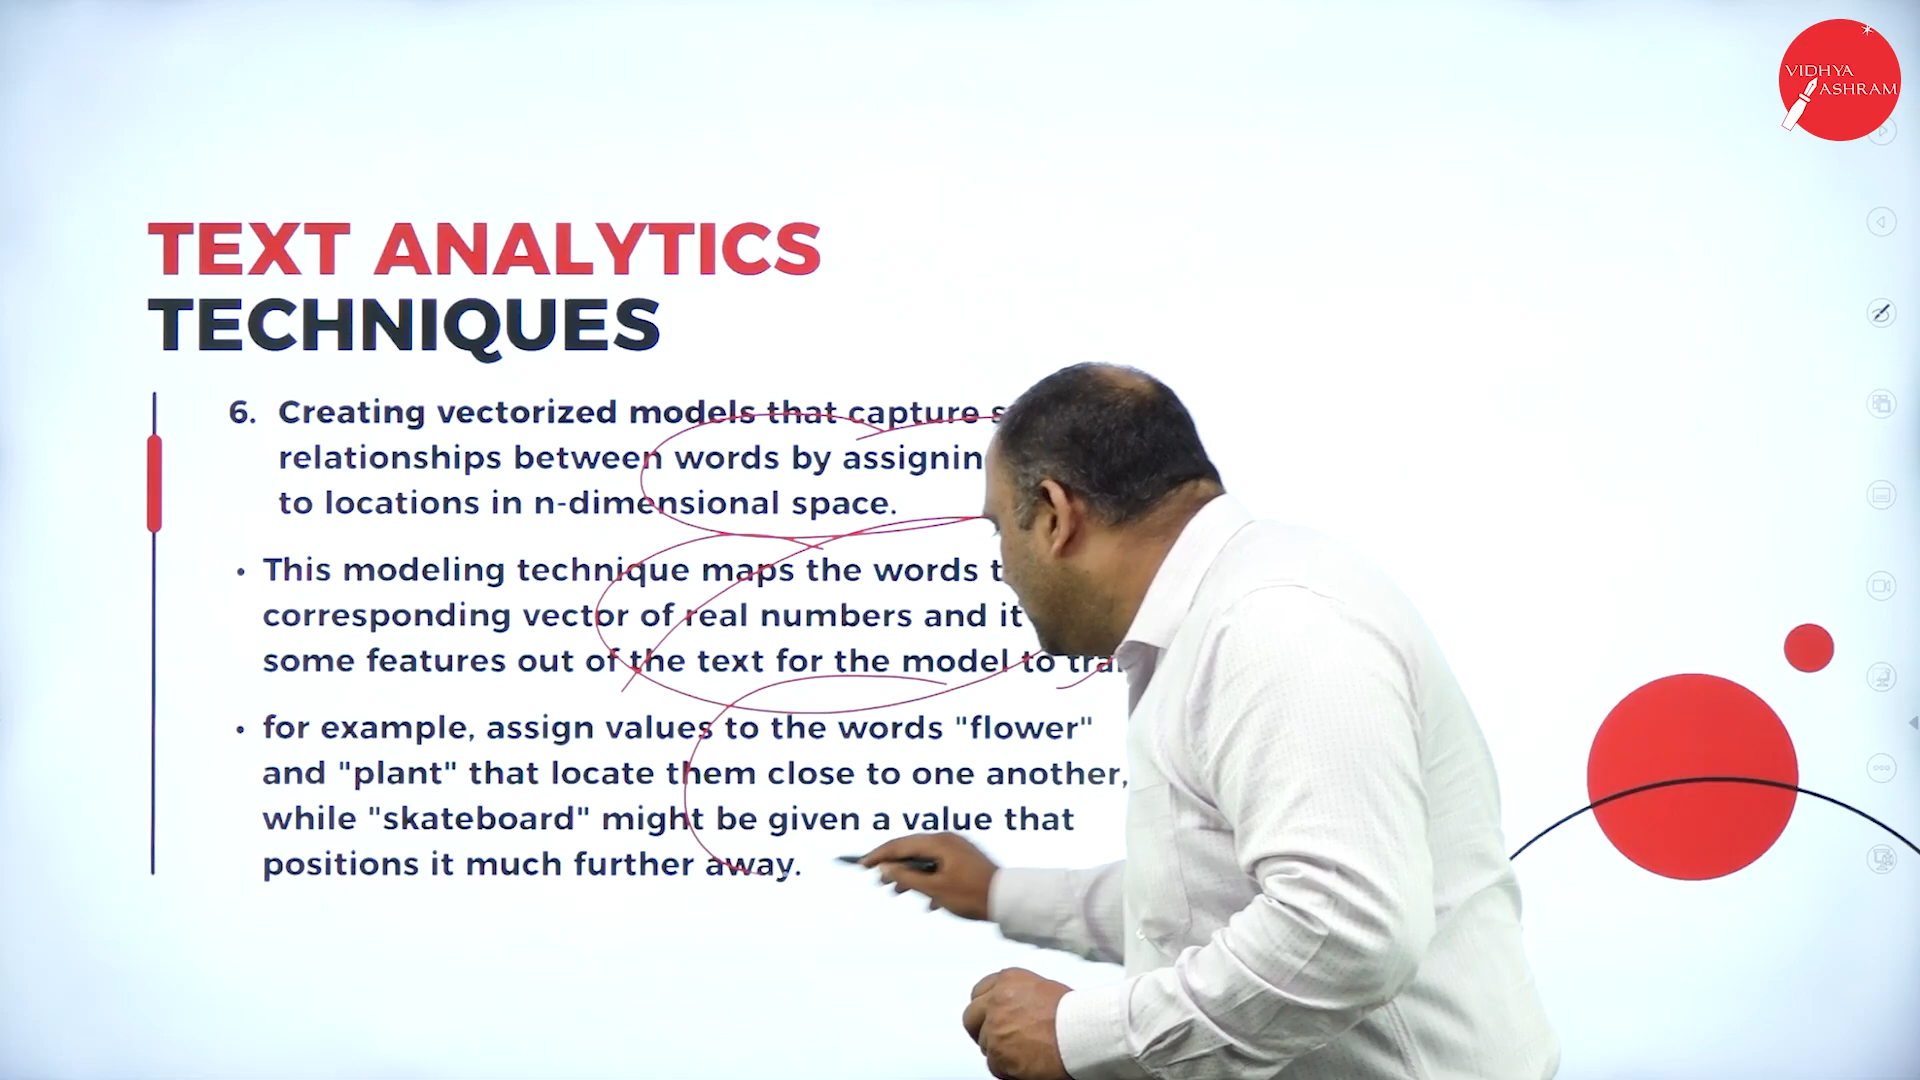 VIDHYA
ASHRAM
TEXT ANALYTICS
TECHNIQUES
6. Creating vectorized models that capture
relationships between words by
to locations in n-dimensional space.
• This modeling technique maps the words
corresponding vector of real numbers and it
some features out of the text for the model to
• for example, assign values to the words "flower"
and "plant" that locate them close to one another,
while "skateboard" might be given a value that
positions it much further away.